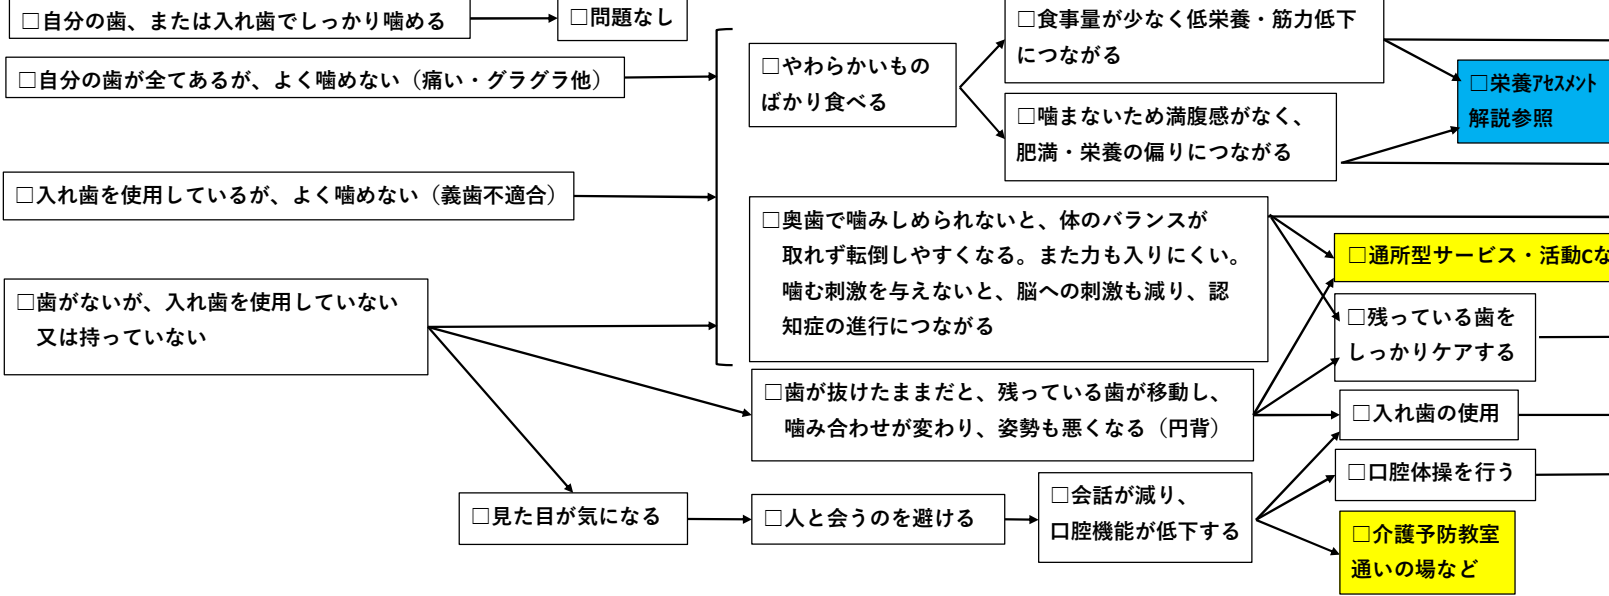 □自分の歯、または入れ歯でしっかり噛める
□問題なし
□自分の歯が全てあるが、よく噛めない（痛い・グラグラ他）
□入れ歯を使用しているが、よく噛めない（義歯不適合）
□歯がないが、入れ歯を使用していない
又は持っていない
□見た目が気になる
□やわらかいもの
ばかり食べる
□奥歯で噛みしめられないと、体のバランスが
取れず転倒しやすくなる。また力も入りにくい。
噛む刺激を与えないと、脳への刺激も減り、認
知症の進行につながる
□歯が抜けたままだと、残っている歯が移動し、
噛み合わせが変わり、姿勢も悪くなる（円背）
□人と会うのを避ける
□食事量が少なく低栄養・筋力低下
につながる
□噛まないため満腹感がなく、
肥満・栄養の偏りにつながる
□会話が減り、
口腔機能が低下する
□栄養ｱｾｽﾒﾝﾄ
解説参照
□通所型サービス・活動Cな
□残っている歯を
しっかりケアする
□入れ歯の使用
□口腔体操を行う
□介護予防教室
通いの場など